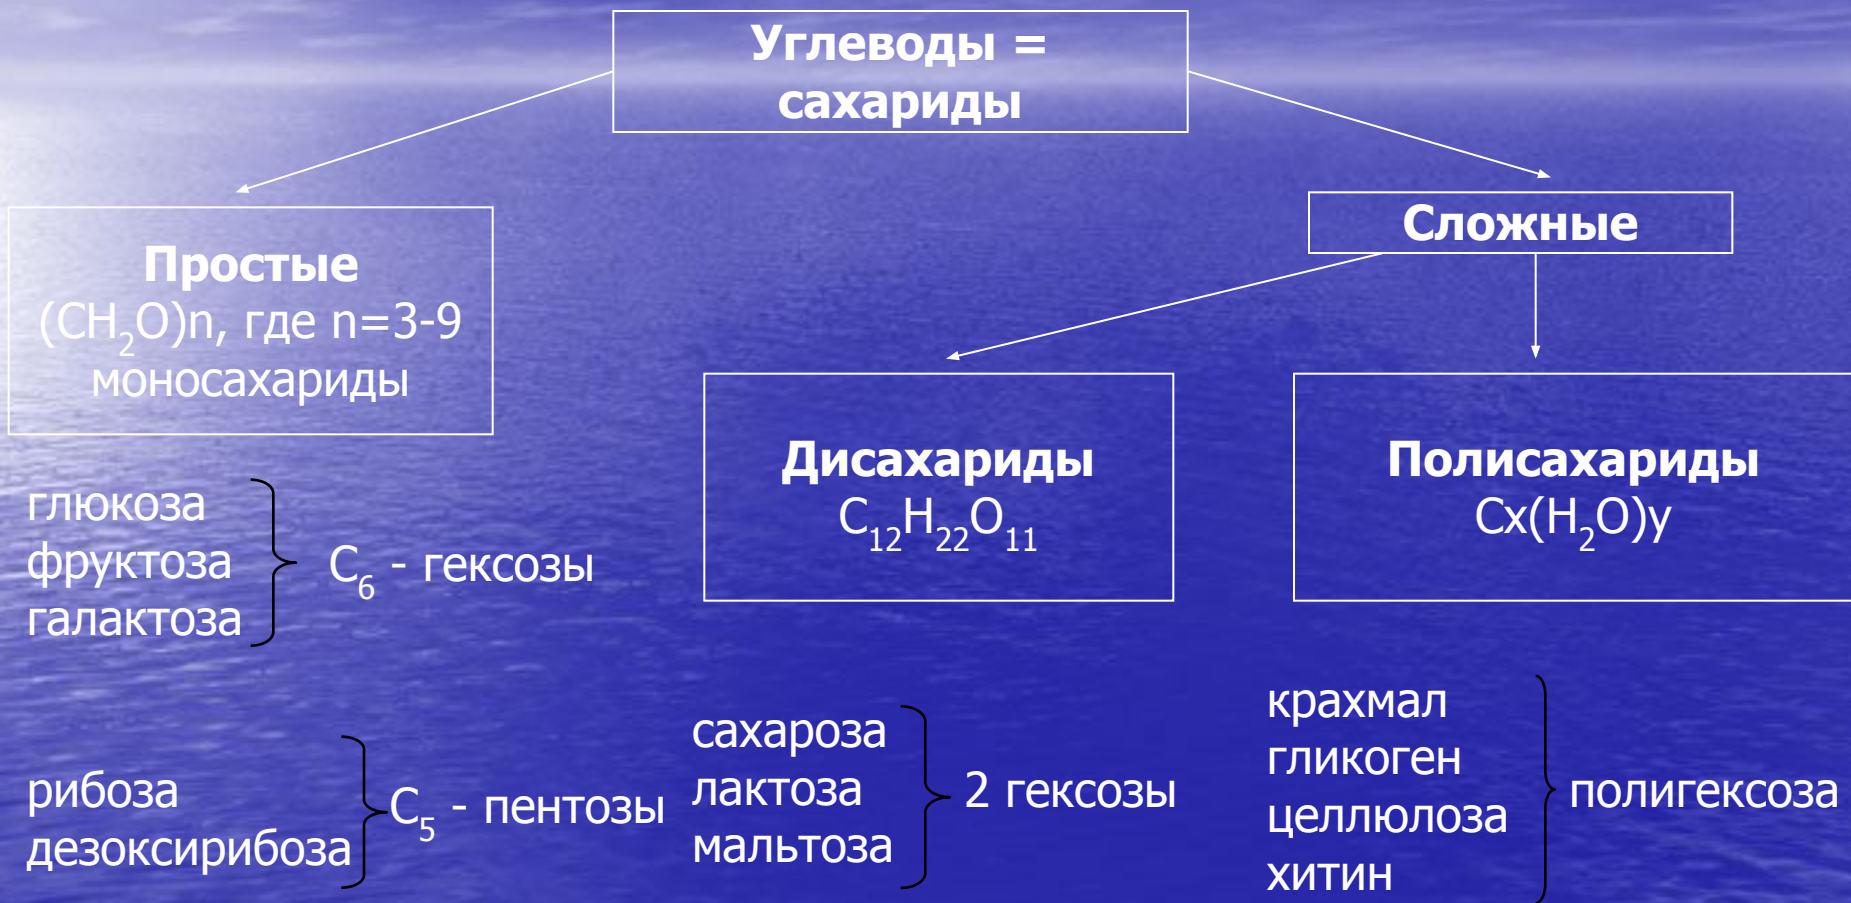 Углеводы =
сахариды
Простые
(CH₂O)n, где n=3-9
моносахариды
Сложные
Дисахариды
C₁₂H₂₂O₁₁
Полисахариды
Cx(H₂O)y
глюкоза
фруктоза
галактоза
C₆ - гексозы
рибоза
дезоксирибоза
C₅ - пентозы
сахароза
лактоза
мальтоза
2 гексозы
крахмал
гликоген
целлюлоза
хитин
полигексоза